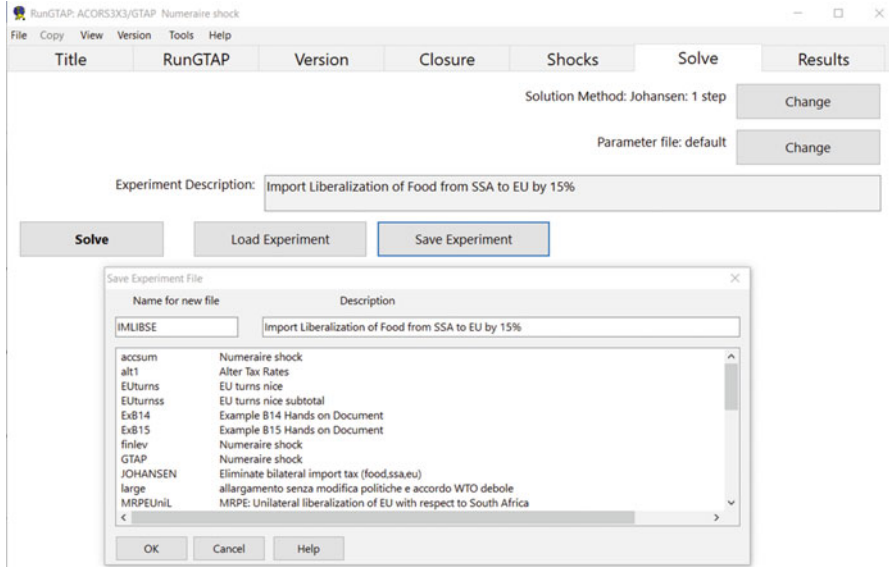 RunGTAP: ACORS3X3/GTAP Numeraire shock
File Copy View Version Tools Help
Title RunGTAP Version Closure Shocks Solve Results
Solution Method: Johansen: 1 step Change
Parameter file: default Change
Experiment Description: Import Liberalization of Food from SSA to EU by 15%
Solve Load Experiment Save Experiment
Save Experiment File
Name for new file Description
IMLIBSE Import Liberalization of Food from SSA to EU by 15%
accsum Numeraire shock
alt1 Alter Tax Rates
EUturns EU turns nice
EUturnss EU turns nice subtotal
ExB14 Example B14 Hands on Document
ExB15 Example B15 Hands on Document
finlev Numeraire shock
GTAP Numeraire shock
JOHANSEN Eliminate bilateral import tax (food,ssa,eu)
large allargamento senza modifica politiche e accordo WTO debole
MRPEUniL MRPE: Unilateral liberalization of EU with respect to South Africa
OK Cancel Help